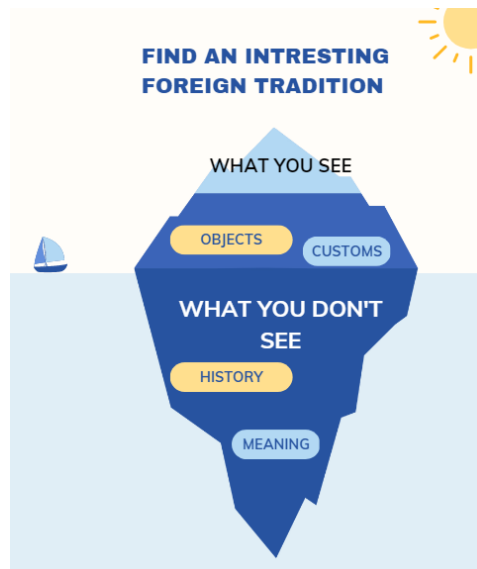 FIND AN INTRESTING
FOREIGN TRADITION
WHAT YOU SEE
OBJECTS
CUSTOMS
WHAT YOU DON'T
SEE
HISTORY
MEANING